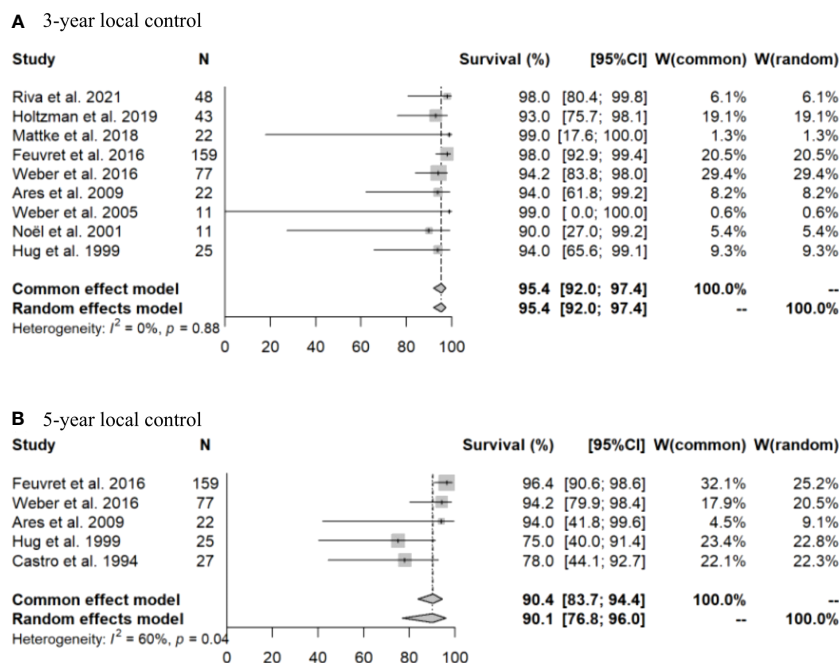 A 3-year local control
Study N Survival (%) [95%CI] W(common) W(random)
Riva et al. 2021 48 98.0 [80.4; 99.8] 6.1% 6.1%
Holtzman et al. 2019 43 93.0 [75.7; 98.1] 19.1% 19.1%
Mattke et al. 2018 22 99.0 [17.6; 100.0] 1.3% 1.3%
Feuvret et al. 2016 159 98.0 [92.9; 99.4] 20.5% 20.5%
Weber et al. 2016 77 94.2 [83.8; 98.0] 29.4% 29.4%
Ares et al. 2009 22 94.0 [61.8; 99.2] 8.2% 8.2%
Weber et al. 2005 11 99.0 [ 0.0; 100.0] 0.6% 0.6%
Noël et al. 2001 11 90.0 [27.0; 99.2] 5.4% 5.4%
Hug et al. 1999 25 94.0 [65.6; 99.1] 9.3% 9.3%
Common effect model 95.4 [92.0; 97.4] 100.0% --
Random effects model 95.4 [92.0; 97.4] -- 100.0%
Heterogeneity: I² = 0%, p = 0.88
0 20 40 60 80 100
B 5-year local control
Study N Survival (%) [95%CI] W(common) W(random)
Feuvret et al. 2016 159 96.4 [90.6; 98.6] 32.1% 25.2%
Weber et al. 2016 77 94.2 [79.9; 98.4] 17.9% 20.5%
Ares et al. 2009 22 94.0 [41.8; 99.6] 4.5% 9.1%
Hug et al. 1999 25 75.0 [40.0; 91.4] 23.4% 22.8%
Castro et al. 1994 27 78.0 [44.1; 92.7] 22.1% 22.3%
Common effect model 90.4 [83.7; 94.4] 100.0% --
Random effects model 90.1 [76.8; 96.0] -- 100.0%
Heterogeneity: I² = 60%, p = 0.04
0 20 40 60 80 100